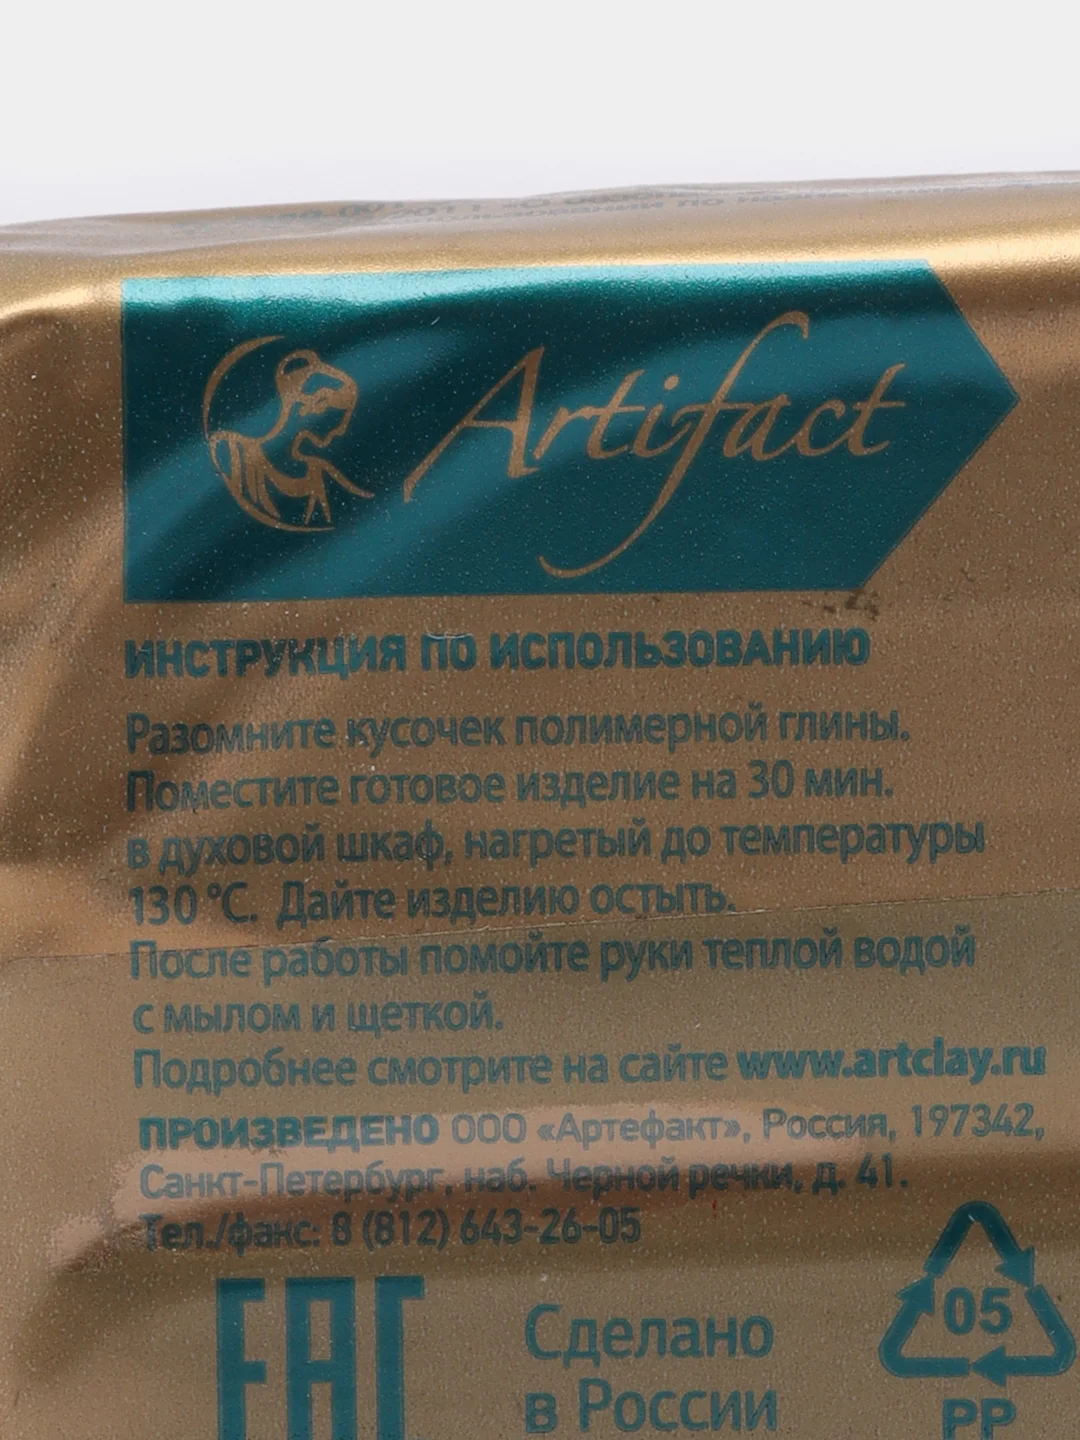 Artifact
ИНСТРУКЦИЯ ПО ИСПОЛЬЗОВАНИЮ
Разомните кусочек полимерной глины.
Поместите готовое изделие на 30 мин.
в духовой шкаф, нагретый до температуры
130 °С. Дайте изделию остыть.
После работы помойте руки теплой водой
с мылом и щеткой.
Подробнее смотрите на сайте www.artclay.ru
ПРОИЗВЕДЕНО ООО «Артефакт», Россия, 197342,
Санкт-Петербург, наб. Черной речки, д. 41.
Тел./факс: 8 (812) 643-26-05
EAC
Сделано
в России
05
PP